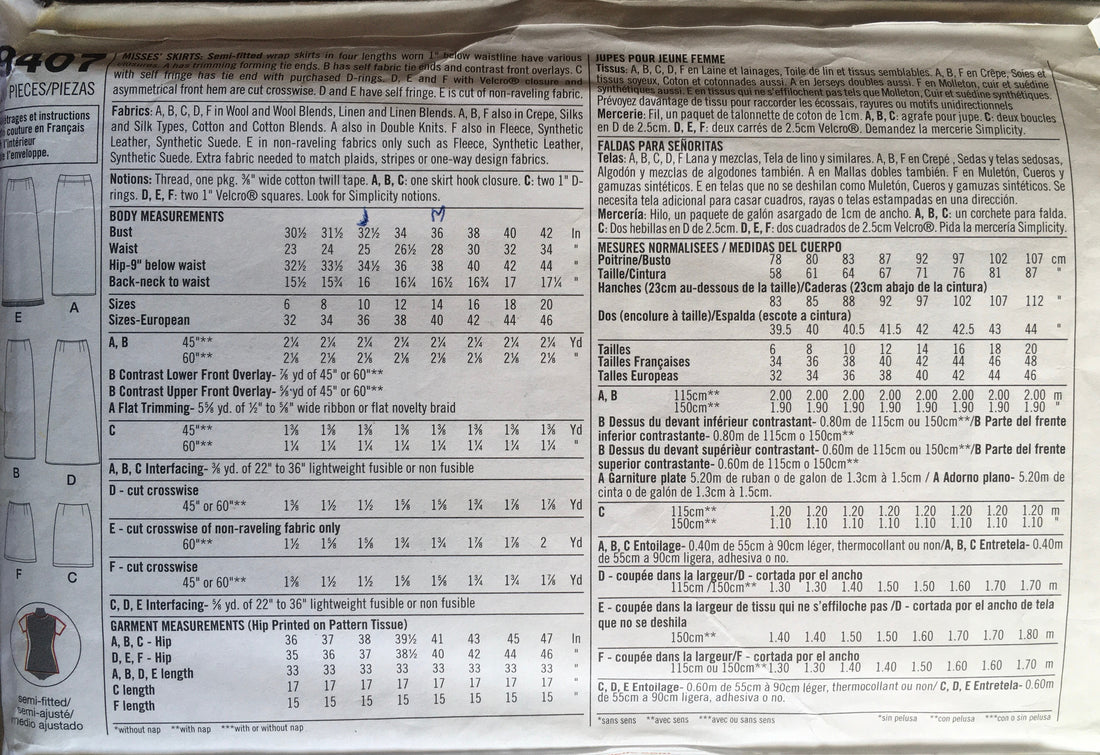 9407
PIECES/PIEZAS
étrages et instructions
couture en Français
l'intérieur
e l'enveloppe.
E
A
B
D
F
C
semi-fitted/
semi-ajusté/
medio ajustado
MISSES' SKIRTS: Semi-fitted wrap skirts in four lengths worn 1" below waistline have various
closures. A has trimming forming tie ends. B has self fabric tie ends and contrast front overlays. C
with self fringe has tie end with purchased D-rings. D, E and F with Velcro® closure and
asymmetrical front hem are cut crosswise. D and E have self fringe. E is cut of non-raveling fabric.
Fabrics: A, B, C, D, F in Wool and Wool Blends, Linen and Linen Blends. A, B, F also in Crepe, Silks
and Silk Types, Cotton and Cotton Blends. A also in Double Knits. F also in Fleece, Synthetic
Leather, Synthetic Suede. E in non-raveling fabrics only such as Fleece, Synthetic Leather,
Synthetic Suede. Extra fabric needed to match plaids, stripes or one-way design fabrics.
Notions: Thread, one pkg. ⅜" wide cotton twill tape. A, B, C: one skirt hook closure. C: two 1" D-
rings. D, E, F: two 1" Velcro® squares. Look for Simplicity notions.
J M
BODY MEASUREMENTS
Bust 30½ 31½ 32½ 34 36 38 40 42 In
Waist 23 24 25 26½ 28 30 32 34 "
Hip-9" below waist 32½ 33½ 34½ 36 38 40 42 44 "
Back-neck to waist 15½ 15¾ 16 16¼ 16½ 16¾ 17 17¼ "
Sizes 6 8 10 12 14 16 18 20
Sizes-European 32 34 36 38 40 42 44 46
A, B 45"** 2¼ 2¼ 2¼ 2¼ 2¼ 2¼ 2¼ 2¼ Yd
60"** 2⅛ 2⅛ 2⅛ 2⅛ 2⅛ 2⅛ 2⅛ 2⅛ "
B Contrast Lower Front Overlay- ⅞ yd of 45" or 60"**
B Contrast Upper Front Overlay- ⅝ yd of 45" or 60"**
A Flat Trimming- 5⅝ yd. of ½" to ⅝" wide ribbon or flat novelty braid
C 45"** 1⅜ 1⅜ 1⅜ 1⅜ 1⅜ 1⅜ 1⅜ 1⅜ Yd
60"** 1¼ 1¼ 1¼ 1¼ 1¼ 1¼ 1¼ 1¼ "
A, B, C Interfacing- ⅜ yd. of 22" to 36" lightweight fusible or non fusible
D - cut crosswise
45" or 60"** 1⅜ 1½ 1½ 1⅝ 1⅝ 1¾ 1⅞ 1⅞ Yd
E - cut crosswise of non-raveling fabric only
60"** 1½ 1⅝ 1⅝ 1¾ 1¾ 1⅞ 1⅞ 2 Yd
F - cut crosswise
45" or 60"** 1⅜ 1½ 1½ 1⅝ 1⅝ 1¾ 1¾ 1⅞ Yd
C, D, E Interfacing- ⅝ yd of 22" to 36" lightweight fusible or non fusible
GARMENT MEASUREMENTS (Hip Printed on Pattern Tissue)
A, B, C - Hip 36 37 38 39½ 41 43 45 47 In
D, E, F - Hip 35 36 37 38½ 40 42 44 46 "
A, B, D, E length 33 33 33 33 33 33 33 33 "
C length 17 17 17 17 17 17 17 17 "
F length 15 15 15 15 15 15 15 15 "
*without nap **with nap ***with or without nap
JUPES POUR JEUNE FEMME
Tissus: A, B, C, D, F en Laine et lainages, Toile de lin et tissus semblables. A, B, F en Crêpe, Soies et
tissus soyeux, Coton et cotonnades aussi. A en Jerseys doubles aussi. F en Molleton, cuir et suédine
synthétiques aussi. E en tissus qui ne s'effilochent pas tels que Molleton, Cuir et suédine synthétiques.
Prévoyez davantage de tissu pour raccorder les écossais, rayures ou motifs unidirectionnels
Mercerie: Fil, un paquet de talonnette de coton de 1cm. A, B, C: agrafe pour jupe. C: deux boucles
en D de 2.5cm. D, E, F: deux carrés de 2.5cm Velcro®. Demandez la mercerie Simplicity.
FALDAS PARA SEÑORITAS
Telas: A, B, C, D, F Lana y mezclas, Tela de lino y similares. A, B, F en Crepé , Sedas y telas sedosas,
Algodón y mezclas de algodones también. A en Mallas dobles también. F en Muletón, Cueros y
gamuzas sintéticos. E en telas que no se deshilan como Muletón, Cueros y gamuzas sintéticos. Se
necesita tela adicional para casar cuadros, rayas o telas estampadas en una dirección.
Mercería: Hilo, un paquete de galón asargado de 1cm de ancho. A, B, C: un corchete para falda.
C: Dos hebillas en D de 2.5cm. D, E, F: dos cuadrados de 2.5cm Velcro®. Pida la mercería Simplicity.
MESURES NORMALISEES / MEDIDAS DEL CUERPO
Poitrine/Busto 78 80 83 87 92 97 102 107 cm
Taille/Cintura 58 61 64 67 71 76 81 87 "
Hanches (23cm au-dessous de la taille)/Caderas (23cm abajo de la cintura)
83 85 88 92 97 102 107 112 "
Dos (encolure à taille)/Espalda (escote a cintura)
39.5 40 40.5 41.5 42 42.5 43 44 "
Tailles 6 8 10 12 14 16 18 20
Tailles Françaises 34 36 38 40 42 44 46 48
Talles Europeas 32 34 36 38 40 42 44 46
A, B 115cm** 2.00 2.00 2.00 2.00 2.00 2.00 2.00 2.00 m
150cm** 1.90 1.90 1.90 1.90 1.90 1.90 1.90 1.90 "
B Dessus du devant inférieur contrastant- 0.80m de 115cm ou 150cm**/B Parte del frente
inferior contrastante- 0.80m de 115cm o 150cm**
B Dessus du devant supérièur contrastant- 0.60m de 115cm ou 150cm**/B Parte del frente
superior contrastante- 0.60m de 115cm o 150cm**
A Garniture plate 5.20m de ruban o de galon de 1.3cm à 1.5cm / A Adorno plano- 5.20m de
cinta o de galón de 1.3cm à 1.5cm.
C 115cm** 1.20 1.20 1.20 1.20 1.20 1.20 1.20 1.20 m
150cm** 1.10 1.10 1.10 1.10 1.10 1.10 1.10 1.10 "
A, B, C Entoilage- 0.40m de 55cm à 90cm léger, thermocollant ou non/A, B, C Entretela- 0.40m
de 55cm a 90cm ligera, adhesiva o no.
D - coupée dans la largeur/D - cortada por el ancho
115cm /150cm** 1.30 1.30 1.40 1.50 1.50 1.60 1.70 1.70 m
E - coupée dans la largeur de tissu qui ne s'effiloche pas /D - cortada por el ancho de tela
que no se deshila
150cm** 1.40 1.40 1.50 1.50 1.60 1.70 1.70 1.80 m
F - coupée dans la largeur/F - cortada por el ancho
115cm ou 150cm** 1.30 1.30 1.40 1.40 1.50 1.60 1.60 1.70 m
C, D, E Entoilage- 0.60m de 55cm à 90cm léger, thermocollant ou non/ C, D, E Entretela- 0.60m
de 55cm a 90cm ligera, adhesiva o no.
*sans sens **avec sens ***avec ou sans sens *sin pelusa **con pelusa ***con o sin pelusa